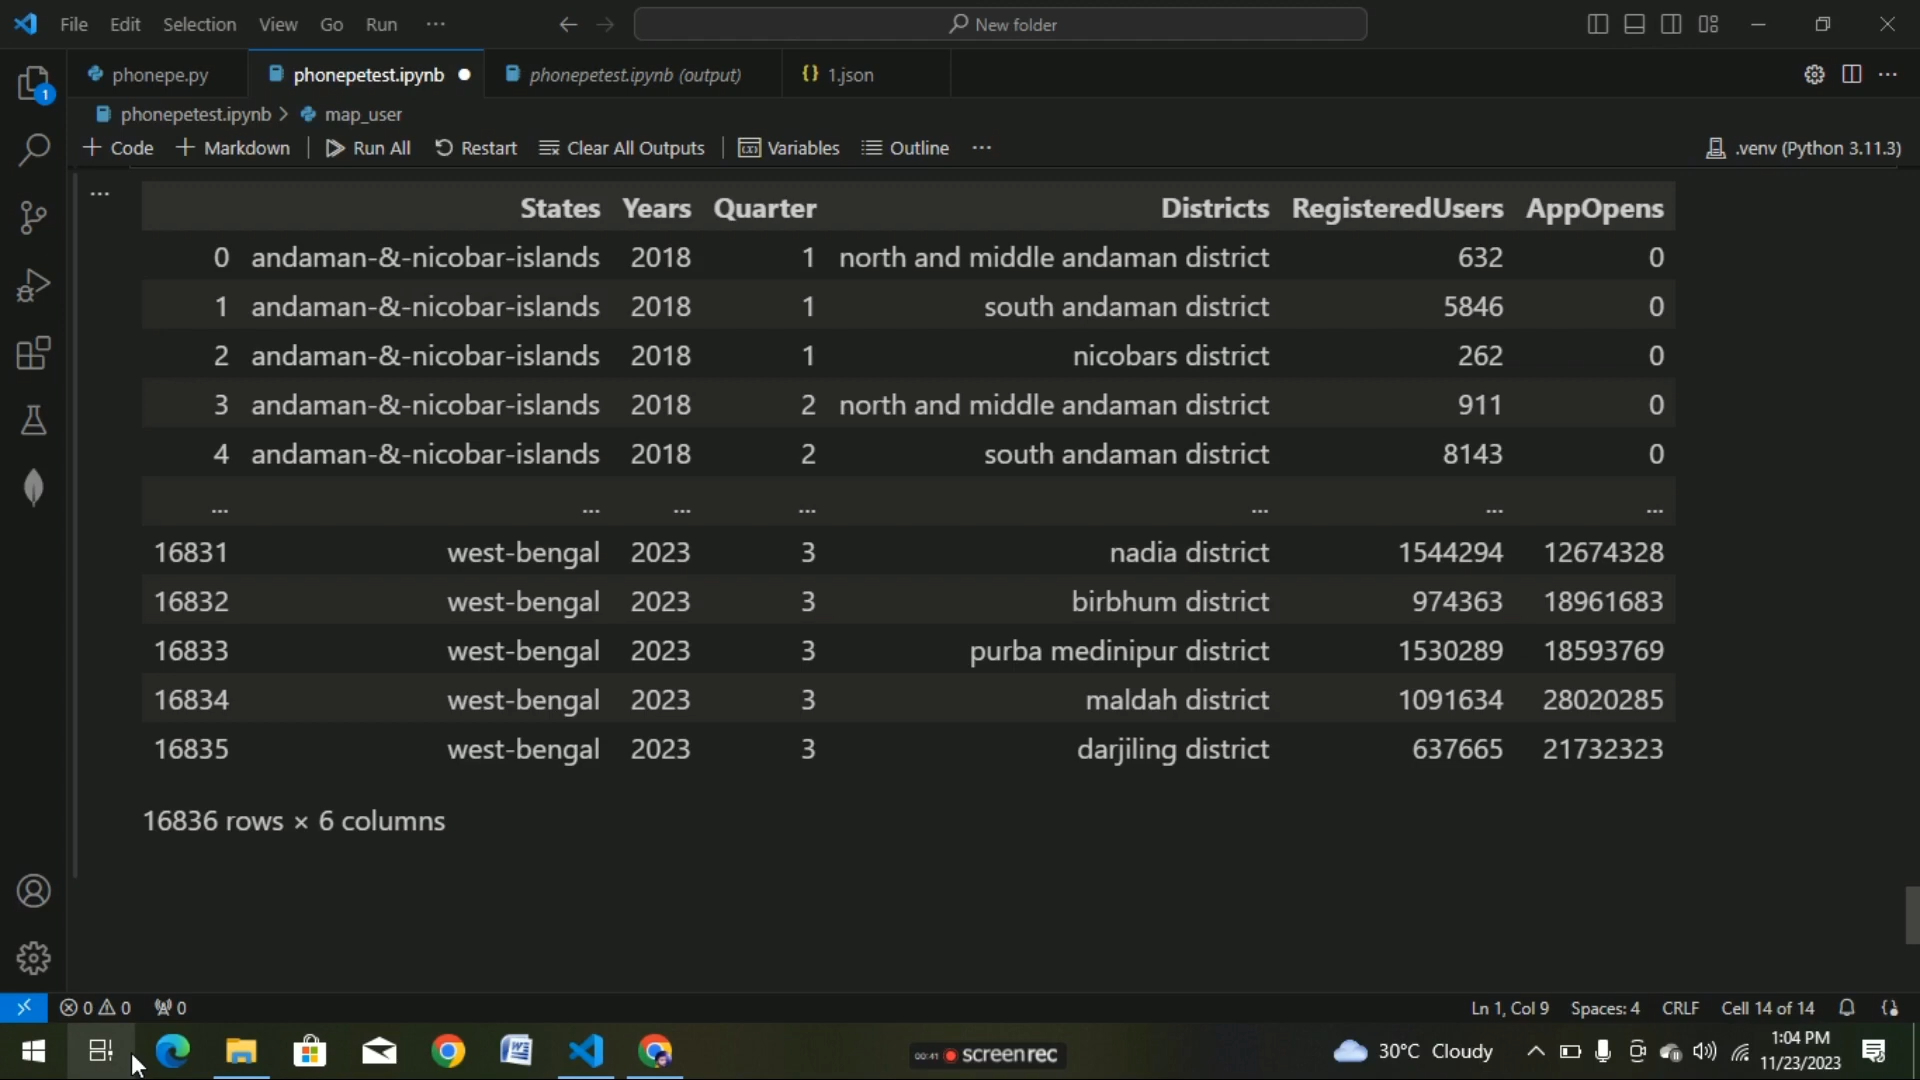 File Edit Selection View Go Run ··· New folder
phonepe.py phonepetest.ipynb phonepetest.ipynb (output) 1.json
1
phonepetest.ipynb > map_user
+ Code + Markdown Run All Restart Clear All Outputs Variables Outline ··· .venv (Python 3.11.3)
...
States Years Quarter Districts RegisteredUsers AppOpens
0 andaman-&-nicobar-islands 2018 1 north and middle andaman district 632 0
1 andaman-&-nicobar-islands 2018 1 south andaman district 5846 0
2 andaman-&-nicobar-islands 2018 1 nicobars district 262 0
3 andaman-&-nicobar-islands 2018 2 north and middle andaman district 911 0
4 andaman-&-nicobar-islands 2018 2 south andaman district 8143 0
... ... ... ... ... ... ...
16831 west-bengal 2023 3 nadia district 1544294 12674328
16832 west-bengal 2023 3 birbhum district 974363 18961683
16833 west-bengal 2023 3 purba medinipur district 1530289 18593769
16834 west-bengal 2023 3 maldah district 1091634 28020285
16835 west-bengal 2023 3 darjiling district 637665 21732323
16836 rows × 6 columns
0 0 0 Ln 1, Col 9 Spaces: 4 CRLF Cell 14 of 14
00:41 screenrec 30°C Cloudy 1:04 PM
11/23/2023